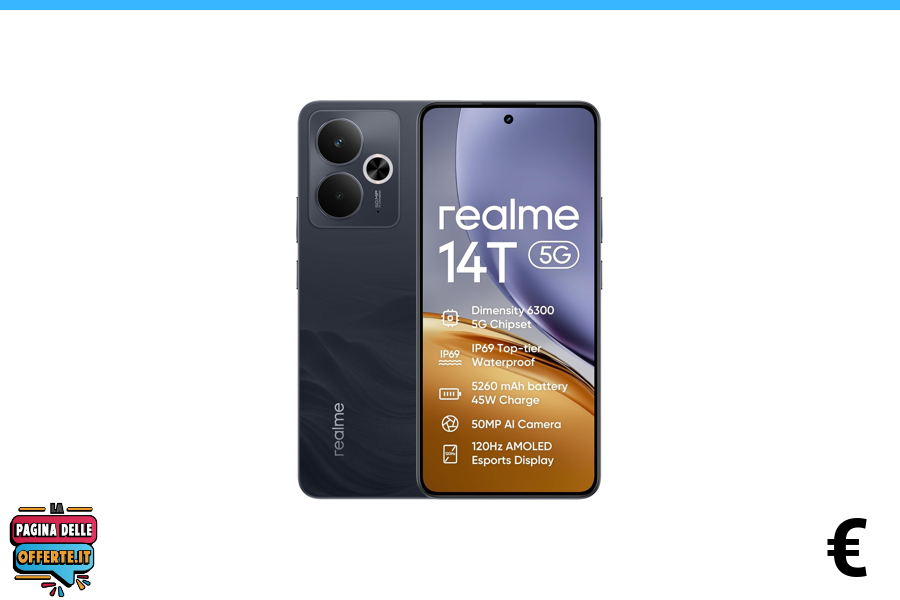 realme
14T 5G
Dimensity 6300
5G Chipset
IP69
IP69 Top-tier
Waterproof
5260 mAh battery
45W Charge
50MP AI Camera
120Hz AMOLED
Esports Display
realme
LA
PAGINA DELLE
OFFERTE.IT
€